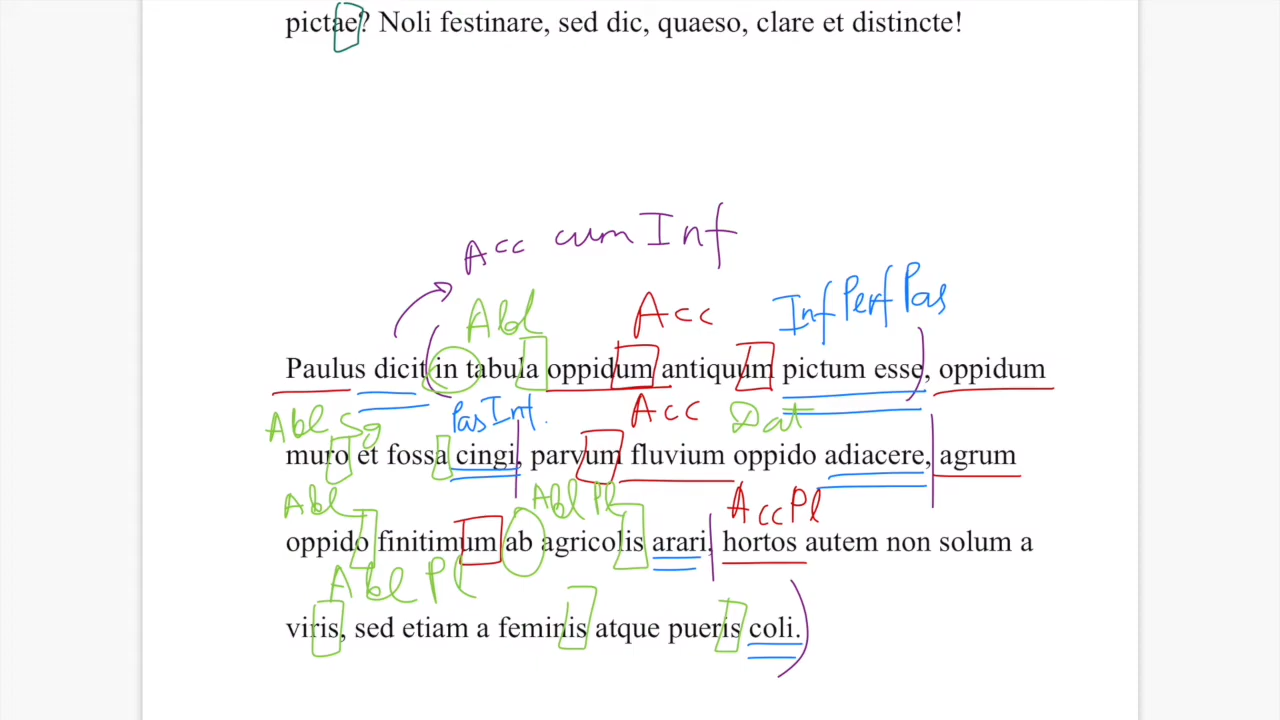 pictae? Noli festinare, sed dic, quaeso, clare et distincte!
Acc cum Inf
Abl Acc Inf Perf Pas
Paulus dicit in tabula oppidum antiquum pictum esse, oppidum
Abl Sg Pas Inf. Acc Dat
muro et fossa cingi, parvum fluvium oppido adiacere, agrum
Abl Abl Pl Acc Pl
oppido finitimum ab agricolis arari, hortos autem non solum a
Abl Pl
viris, sed etiam a feminis atque pueris coli.